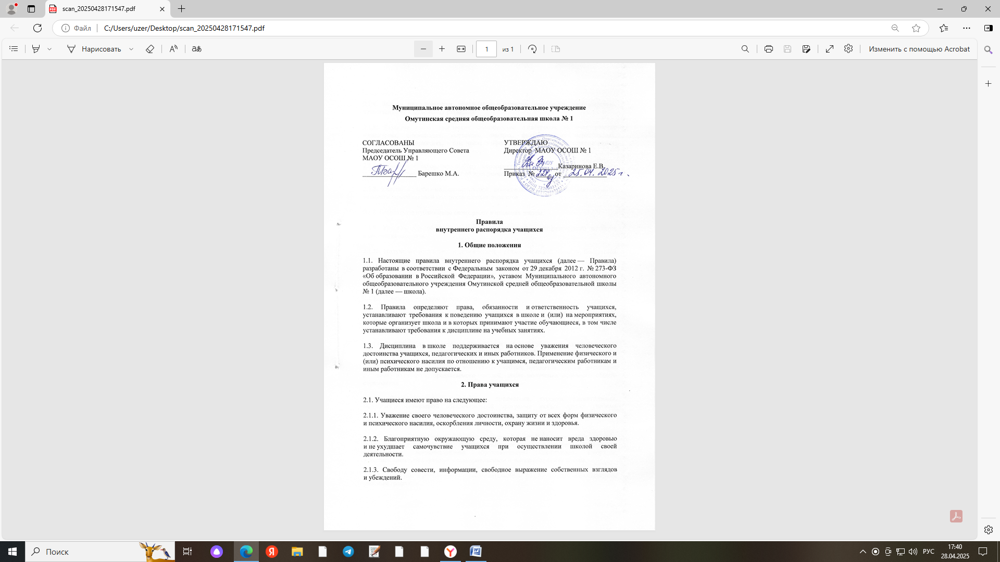 scan_20250428171547.pdf
Файл
C:/Users/uzer/Desktop/scan_20250428171547.pdf
Нарисовать
1
из 1
Изменить с помощью Acrobat
Муниципальное автономное общеобразовательное учреждение
Омутинская средняя общеобразовательная школа № 1
СОГЛАСОВАНЫ
Председатель Управляющего Совета
МАОУ ОСОШ № 1
Барешко М.А.
УТВЕРЖДАЮ
Директор МАОУ ОСОШ № 1
Казаринова Е.В.
Приказ № от 25.04.2025г.
Правила
внутреннего распорядка учащихся
1. Общие положения
1.1. Настоящие правила внутреннего распорядка учащихся (далее — Правила)
разработаны в соответствии с Федеральным законом от 29 декабря 2012 г. № 273-ФЗ
«Об образовании в Российской Федерации», уставом Муниципального автономного
общеобразовательного учреждения Омутинской средней общеобразовательной школы
№ 1 (далее — школа).
1.2. Правила определяют права, обязанности и ответственность учащихся,
устанавливают требования к поведению учащихся в школе и (или) на мероприятиях,
которые организует школа и в которых принимают участие обучающиеся, в том числе
устанавливают требования к дисциплине на учебных занятиях.
1.3. Дисциплина в школе поддерживается на основе уважения человеческого
достоинства учащихся, педагогических и иных работников. Применение физического и
(или) психического насилия по отношению к учащимся, педагогическим работникам и
иным работникам не допускается.
2. Права учащихся
2.1. Учащиеся имеют право на следующее:
2.1.1. Уважение своего человеческого достоинства, защиту от всех форм физического
и психического насилия, оскорбления личности, охрану жизни и здоровья.
2.1.2. Благоприятную окружающую среду, которая не наносит вреда здоровью
и не ухудшает самочувствие учащихся при осуществлении школой своей
деятельности.
2.1.3. Свободу совести, информации, свободное выражение собственных взглядов
и убеждений.
Поиск
РУС
17:40
28.04.2025